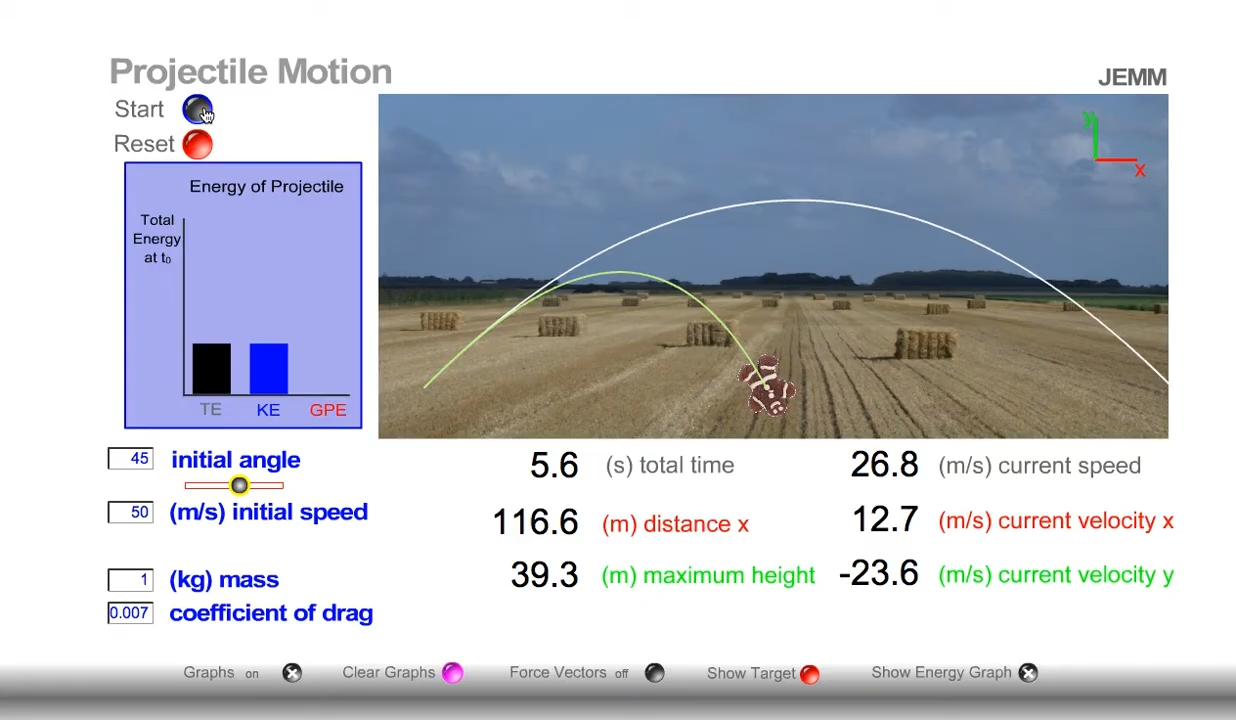 Projectile Motion
JEMM
Start
Reset
y
x
Energy of Projectile
Total
Energy
at t₀
TE KE GPE
45 initial angle
50 (m/s) initial speed
1 (kg) mass
0.007 coefficient of drag
5.6 (s) total time
26.8 (m/s) current speed
116.6 (m) distance x
12.7 (m/s) current velocity x
39.3 (m) maximum height
-23.6 (m/s) current velocity y
Graphs on Clear Graphs Force Vectors off Show Target Show Energy Graph